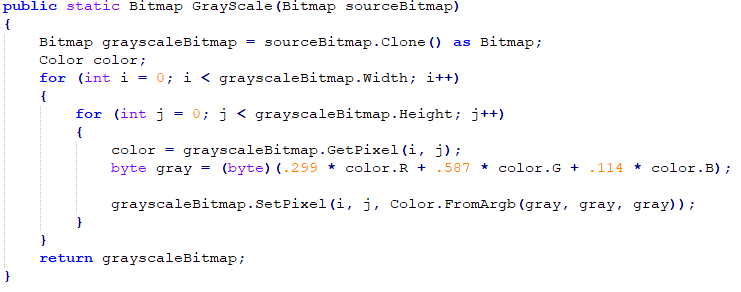 public static Bitmap GrayScale(Bitmap sourceBitmap)
{
    Bitmap grayscaleBitmap = sourceBitmap.Clone() as Bitmap;
    Color color;
    for (int i = 0; i < grayscaleBitmap.Width; i++)
    {
        for (int j = 0; j < grayscaleBitmap.Height; j++)
        {
            color = grayscaleBitmap.GetPixel(i, j);
            byte gray = (byte)(.299 * color.R + .587 * color.G + .114 * color.B);

            grayscaleBitmap.SetPixel(i, j, Color.FromArgb(gray, gray, gray));
        }
    }
    return grayscaleBitmap;
}